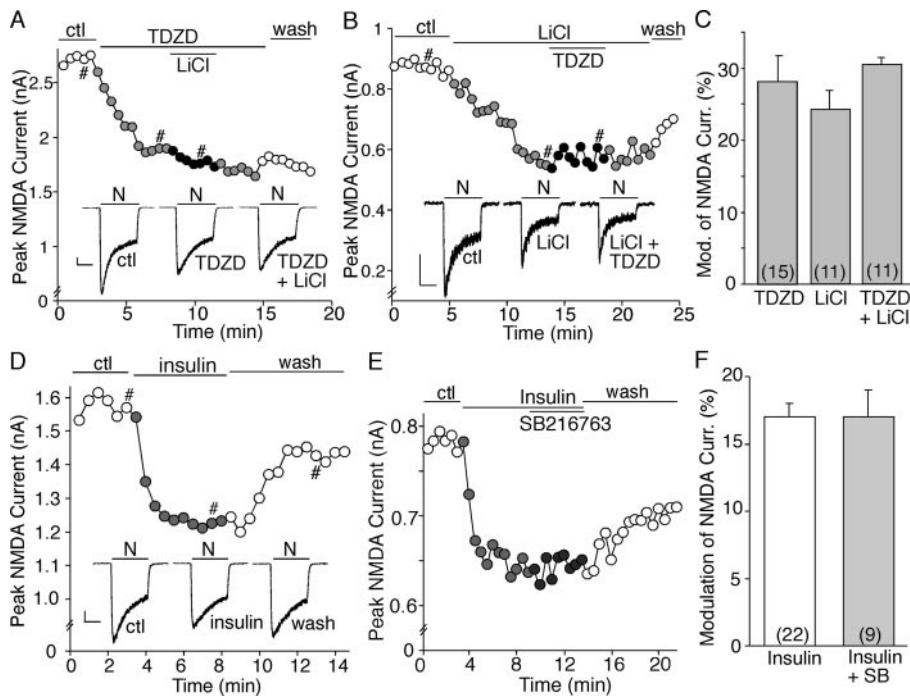 A
ctl
TDZD
LiCl
wash
#
#
#
Peak NMDA Current (nA)
2.5
2
1.5
1
0
N
N
N
ctl
TDZD
TDZD
+ LiCl
0
5
10
15
20
Time (min)
B
ctl
LiCl
TDZD
wash
#
#
#
Peak NMDA Current (nA)
1
0.8
0.6
0.4
0.2
0
N
N
N
ctl
LiCl
LiCl +
TDZD
0
5
10
15
20
25
Time (min)
C
Mod. of NMDA Curr. (%)
30
20
10
0
(15)
(11)
(11)
TDZD
LiCl
TDZD
+ LiCl
D
ctl
insulin
wash
#
#
#
Peak NMDA Current (nA)
1.6
1.5
1.4
1.3
1.2
1.1
1.0
0
N
N
N
ctl
insulin
wash
0
2
4
6
8
10
12
14
Time (min)
E
ctl
Insulin
SB216763
wash
Peak NMDA Current (nA)
0.8
0.7
0.6
0
0
4
8
12
16
20
Time (min)
F
Modulation of NMDA Curr. (%)
20
15
10
5
0
(22)
(9)
Insulin
Insulin
+ SB